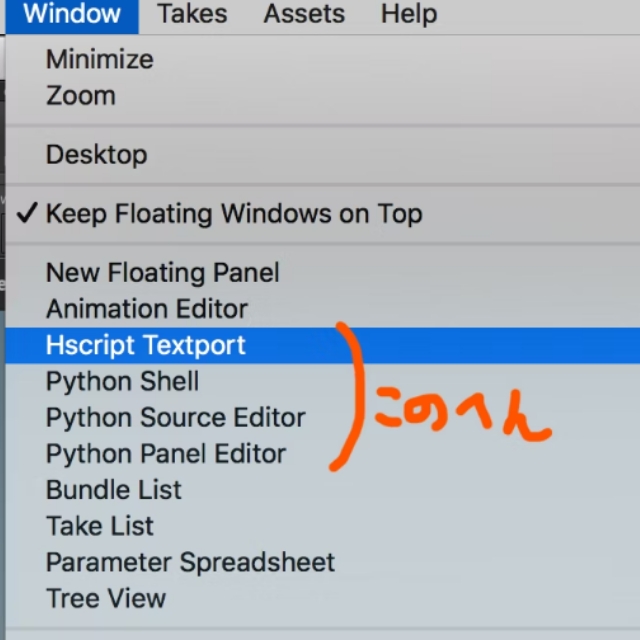 Window Takes Assets Help
Minimize
Zoom
Desktop
✓ Keep Floating Windows on Top
New Floating Panel
Animation Editor
Hscript Textport
Python Shell
Python Source Editor
Python Panel Editor
このへん
Bundle List
Take List
Parameter Spreadsheet
Tree View